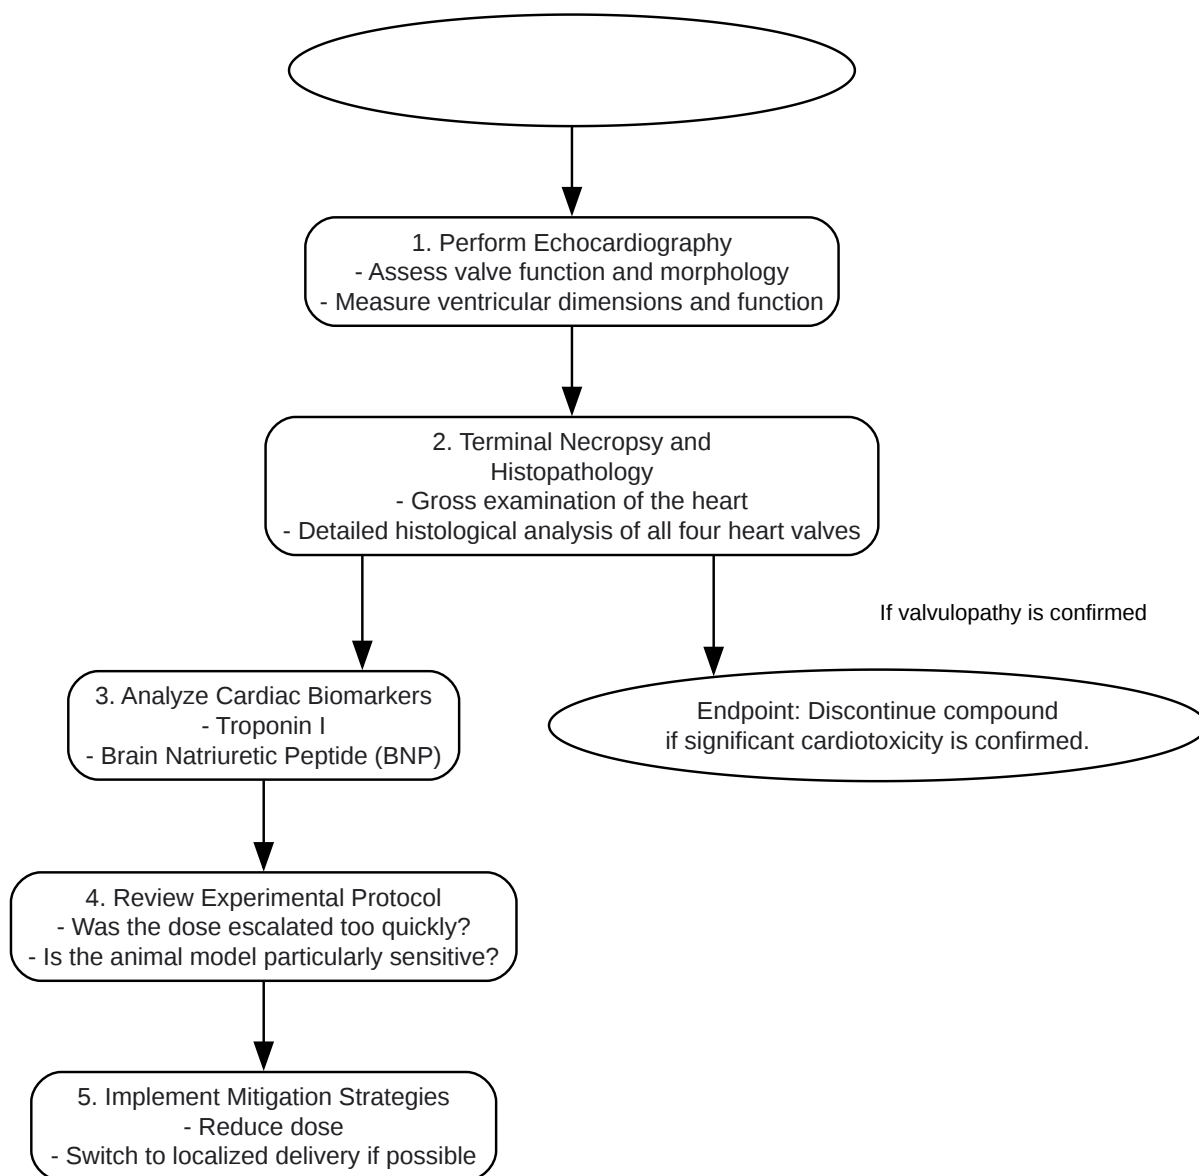 1. Perform Echocardiography
- Assess valve function and morphology
- Measure ventricular dimensions and function
2. Terminal Necropsy and
Histopathology
- Gross examination of the heart
- Detailed histological analysis of all four heart valves
If valvulopathy is confirmed
3. Analyze Cardiac Biomarkers
- Troponin I
- Brain Natriuretic Peptide (BNP)
Endpoint: Discontinue compound
if significant cardiotoxicity is confirmed.
4. Review Experimental Protocol
- Was the dose escalated too quickly?
- Is the animal model particularly sensitive?
5. Implement Mitigation Strategies
- Reduce dose
- Switch to localized delivery if possible